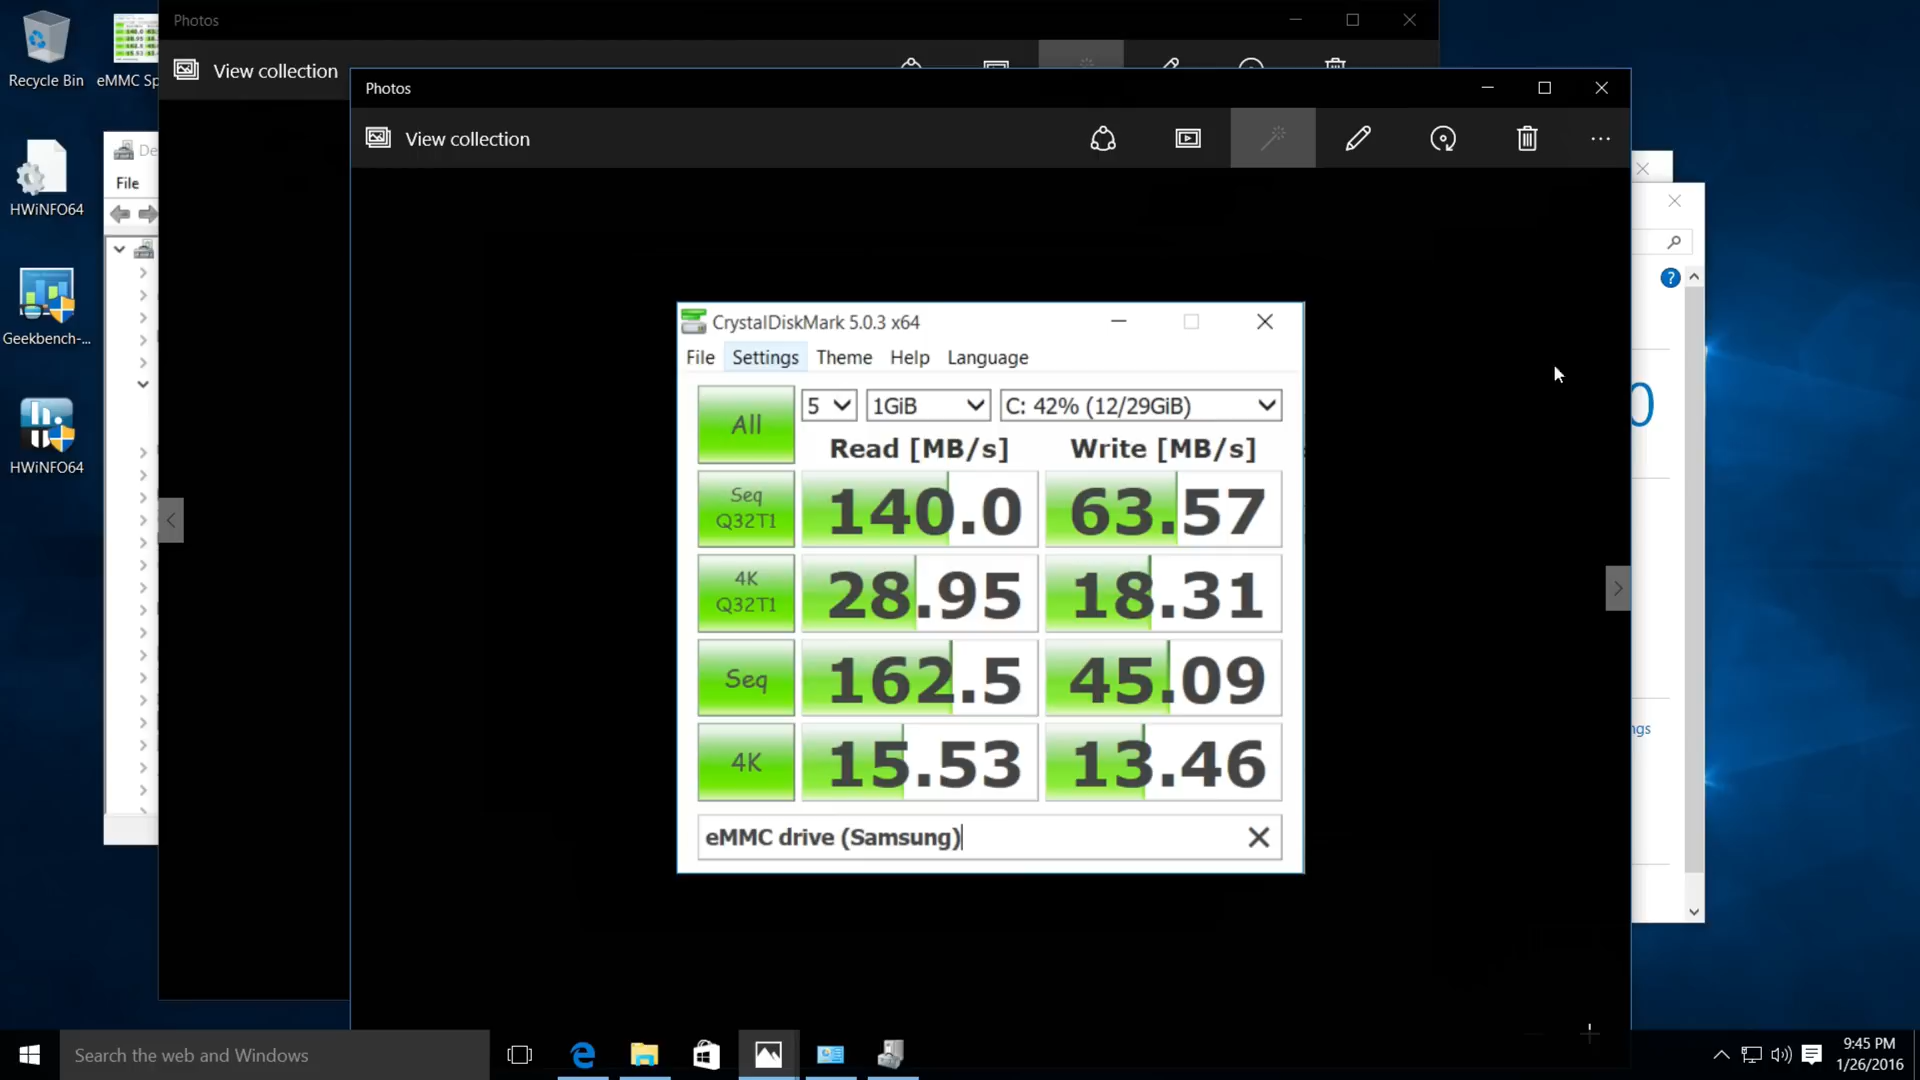 Photos
View collection
Recycle Bin
eMMC Sp
HWiNFO64
Geekbench-...
HWiNFO64
De
File
Photos
View collection
CrystalDiskMark 5.0.3 x64
File Settings Theme Help Language
All 5 1GiB C: 42% (12/29GiB)
Read [MB/s] Write [MB/s]
Seq
Q32T1
140.0 63.57
4K
Q32T1
28.95 18.31
Seq 162.5 45.09
4K 15.53 13.46
eMMC drive (Samsung)
?
0
ngs
Search the web and Windows
9:45 PM
1/26/2016